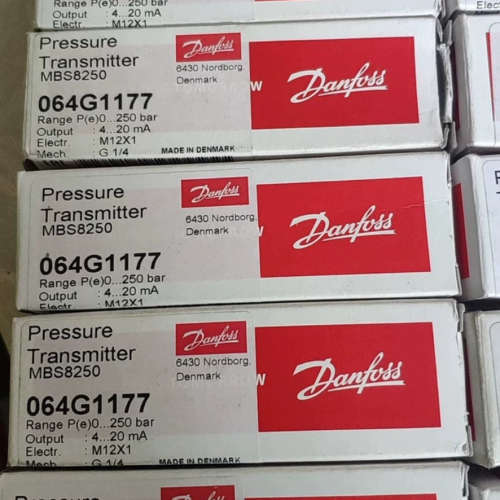 Range P(e)0...250 bar
Output : 4...20 mA
Electr. : M12X1
Pressure
Transmitter
MBS8250
064G1177
Range P(e)0...250 bar
Output : 4...20 mA
Electr. : M12X1
Mech. : G 1/4
MADE IN DENMARK
Danfoss
6430 Nordborg,
Denmark
Danfoss
Pressure
Transmitter
MBS8250
064G1177
Range P(e)0...250 bar
Output : 4...20 mA
Electr. : M12X1
Danfoss
6430 Nordborg,
Denmark
Danfoss
Pressure
Transmitter
MBS8250
064G1177
Range P(e)0...250 bar
Output : 4...20 mA
Electr. : M12X1
Mech. : G 1/4
MADE IN DENMARK
Danfoss
6430 Nordborg,
Denmark
Danfoss
Pressure
Danfoss